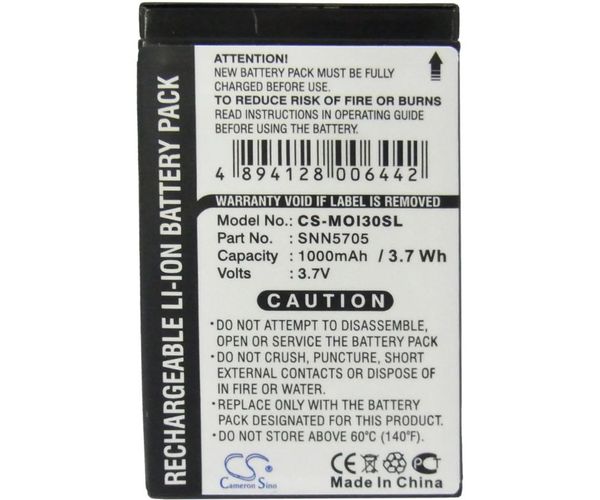 RECHARGEABLE LI-ION BATTERY PACK
ATTENTION:
NEW BATTERY PACK MUST BE FULLY
CHARGED BEFORE USE.
TO REDUCE RISK OF FIRE OR BURNS
READ INSTRUCTIONS IN OPERATING GUIDE
BEFORE USING THE BATTERY.
4 894128 006442
WARRANTY VOID IF LABEL IS REMOVED
Model No.: CS-MOI30SL
Part No. : SNN5705
Capacity : 1000mAh / 3.7 Wh
Volts : 3.7V
CAUTION
•DO NOT ATTEMPT TO DISASSEMBLE,
OPEN OR SERVICE THE BATTERY PACK
•DO NOT CRUSH, PUNCTURE, SHORT
EXTERNAL CONTACTS OR DISPOSE OF
IN FIRE OR WATER
•REPLACE ONLY WITH A BATTERY PACK
DESIGNATED FOR THIS PRODUCT.
•DO NOT STORE ABOVE 60°C (140°F)
CS
Cameron Sino
CE
Made In China